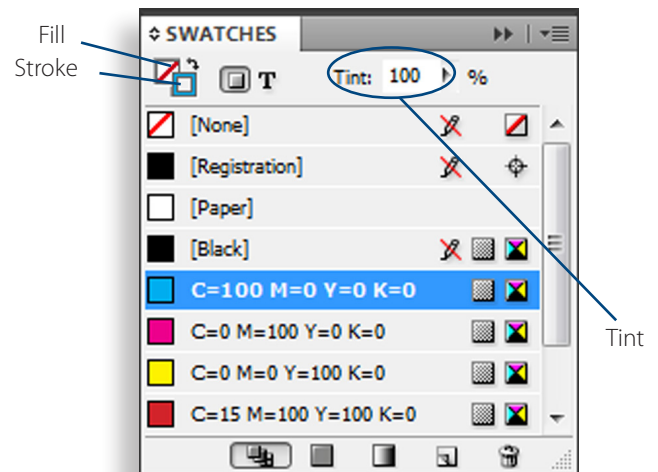 Fill
Stroke
SWATCHES
T
Tint: 100 %
[None]
[Registration]
[Paper]
[Black]
C=100 M=0 Y=0 K=0
C=0 M=100 Y=0 K=0
C=0 M=0 Y=100 K=0
C=15 M=100 Y=100 K=0
Tint